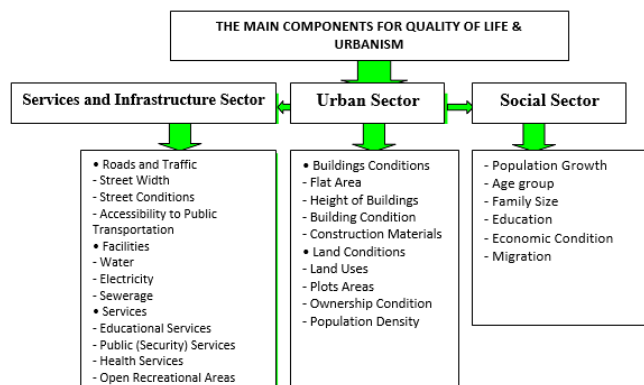 THE MAIN COMPONENTS FOR QUALITY OF LIFE &
URBANISM
Services and Infrastructure Sector
Urban Sector
Social Sector
• Roads and Traffic
- Street Width
- Street Conditions
- Accessibility to Public
Transportation
• Facilities
- Water
- Electricity
- Sewerage
• Services
- Educational Services
- Public (Security) Services
- Health Services
- Open Recreational Areas
• Buildings Conditions
- Flat Area
- Height of Buildings
- Building Condition
- Construction Materials
• Land Conditions
- Land Uses
- Plots Areas
- Ownership Condition
- Population Density
- Population Growth
- Age group
- Family Size
- Education
- Economic Condition
- Migration